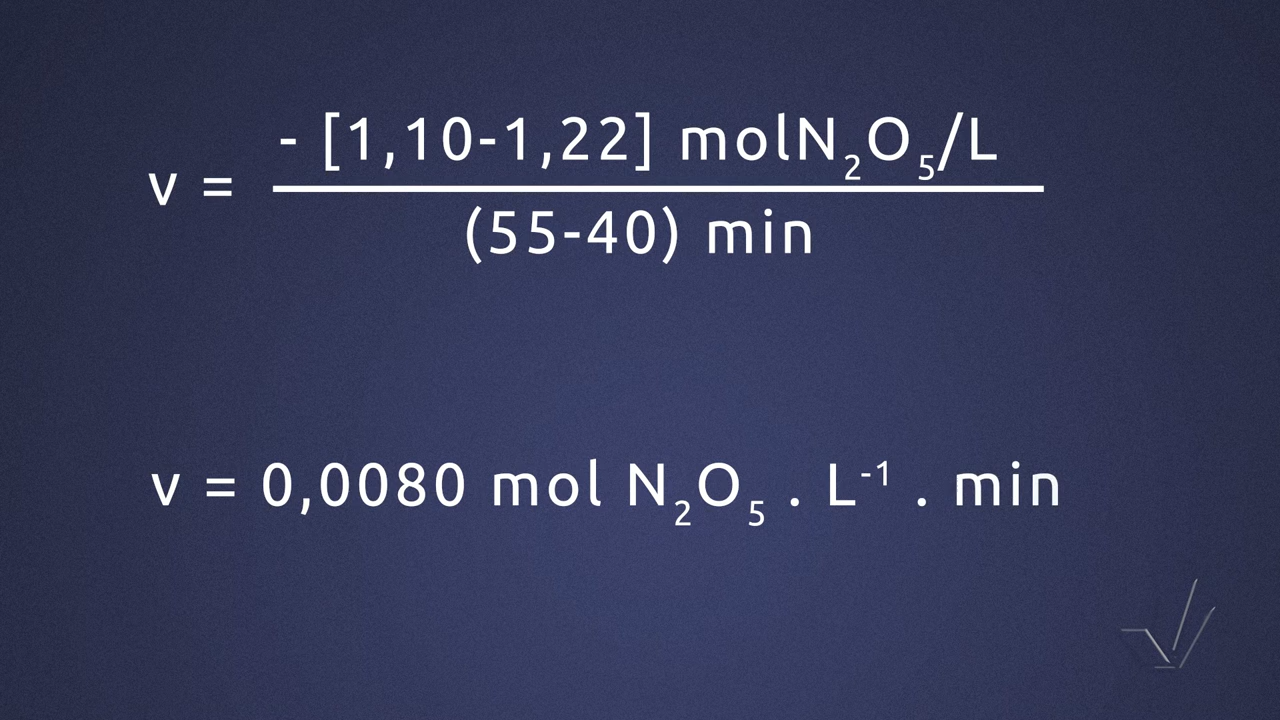 v = - [1,10-1,22] molN₂O₅/L
(55-40) min
v = 0,0080 mol N₂O₅ . L⁻¹ . min